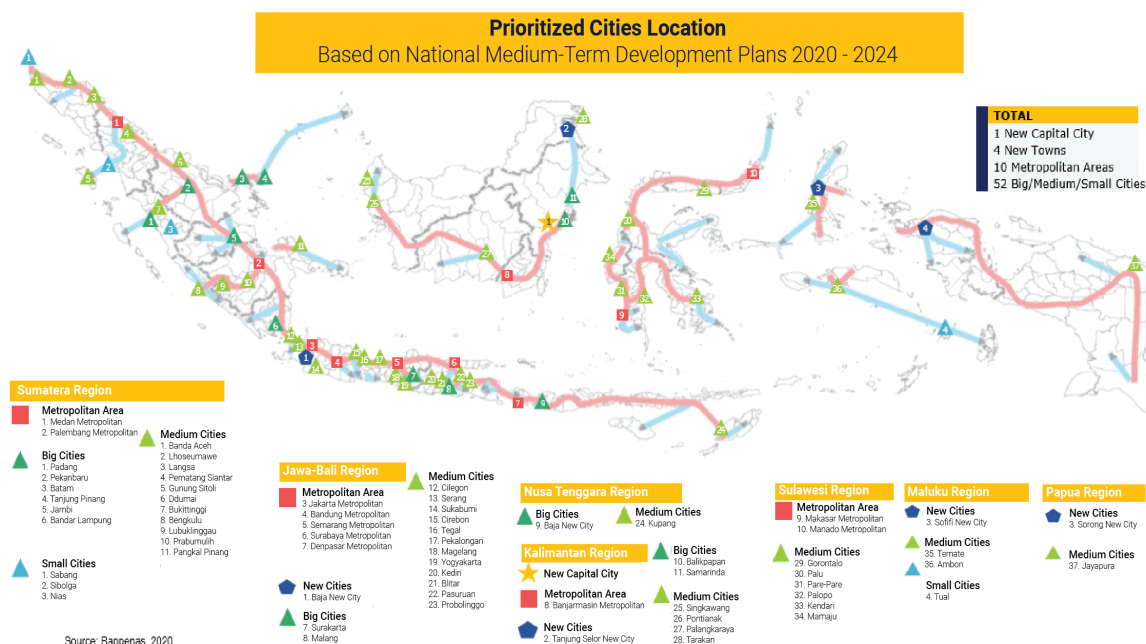 Prioritized Cities Location
Based on National Medium-Term Development Plans 2020 - 2024
TOTAL
1 New Capital City
4 New Towns
10 Metropolitan Areas
52 Big/Medium/Small Cities
Sumatera Region
Metropolitan Area
1. Medan Metropolitan
2. Palembang Metropolitan
Big Cities
1. Padang
2. Pekanbaru
3. Batam
4. Tanjung Pinang
5. Jambi
6. Bandar Lampung
Small Cities
1. Sabang
2. Sibolga
3. Nias
Medium Cities
1. Banda Aceh
2. Lhoseumawe
3. Langsa
4. Pematang Siantar
5. Gunung Sitoli
6. Ddumai
7. Bukittinggi
8. Bengkulu
9. Lubuklinggau
10. Prabumulih
11. Pangkal Pinang
Jawa-Bali Region
Metropolitan Area
3 Jakarta Metropolitan
4. Bandung Metropolitan
5. Semarang Metropolitan
6. Surabaya Metropolitan
7. Denpasar Metropolitan
New Cities
1. Baja New City
Big Cities
7. Surakarta
8. Malang
Medium Cities
12. Cilegon
13. Serang
14. Sukabumi
15. Cirebon
16. Tegal
17. Pekalongan
18. Magelang
19. Yogyakarta
20. Kediri
21. Blitar
22. Pasuruan
23. Probolinggo
Nusa Tenggara Region
Big Cities
9. Baja New City
Medium Cities
24. Kupang
Kalimantan Region
New Capital City
Metropolitan Area
8. Banjarmasin Metropolitan
New Cities
2. Tanjung Selor New City
Big Cities
10. Balikpapan
11. Samarinda
Medium Cities
25. Singkawang
26. Pontianak
27. Palangkaraya
28. Tarakan
Sulawesi Region
Metropolitan Area
9. Makasar Metropolitan
10. Manado Metropolitan
Medium Cities
29. Gorontalo
30. Palu
31. Pare-Pare
32. Palopo
33. Kendari
34. Mamaju
Maluku Region
New Cities
3. Sofifi New City
Medium Cities
35. Ternate
36. Ambon
Small Cities
4. Tual
Papua Region
New Cities
3. Sorong New City
Medium Cities
37. Jayapura
Source: Bappenas, 2020